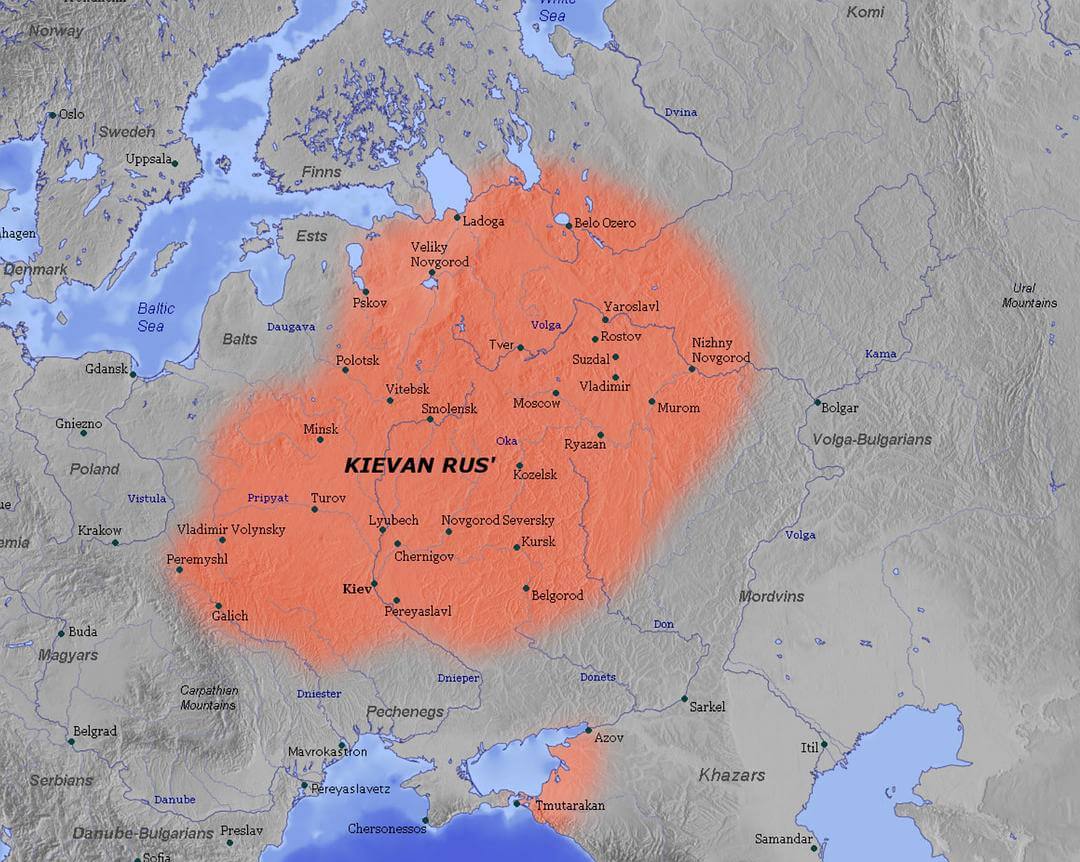 White
Sea
Komi
Norway
Dvina
Oslo
Sweden
Uppsala
Finns
Ladoga
Belo Ozero
hagen
Ests
Veliky
Novgorod
Denmark
Ural
Mountains
Pskov
Baltic
Sea
Yaroslavl
Daugava
Volga
Balts
Rostov
Tver
Nizhny
Novgorod
Suzdal
Kama
Polotsk
Gdansk
Vladimir
Vitebsk
Moscow
Smolensk
Murom
Bolgar
Gniezno
Minsk
Oka
Ryazan
Volga-Bulgarians
KIEVAN RUS'
Poland
Kozelsk
Vistula
Pripyat
Turov
ue
Krakow
Vladimir Volynsky
Lyubech
Novgorod Seversky
Volga
emia
Kursk
Peremyshl
Chernigov
Kiev
Belgorod
Mordvins
Galich
Pereyaslavl
Buda
Don
Magyars
Dnieper
Donets
Carpathian
Mountains
Dniester
Pechenegs
Sarkel
Belgrad
Azov
Mavrokastron
Itil
Serbians
Khazars
Pereyaslavetz
Danube
Tmutarakan
Chersonessos
Danube-Bulgarians
Preslav
Samandar
Sofia